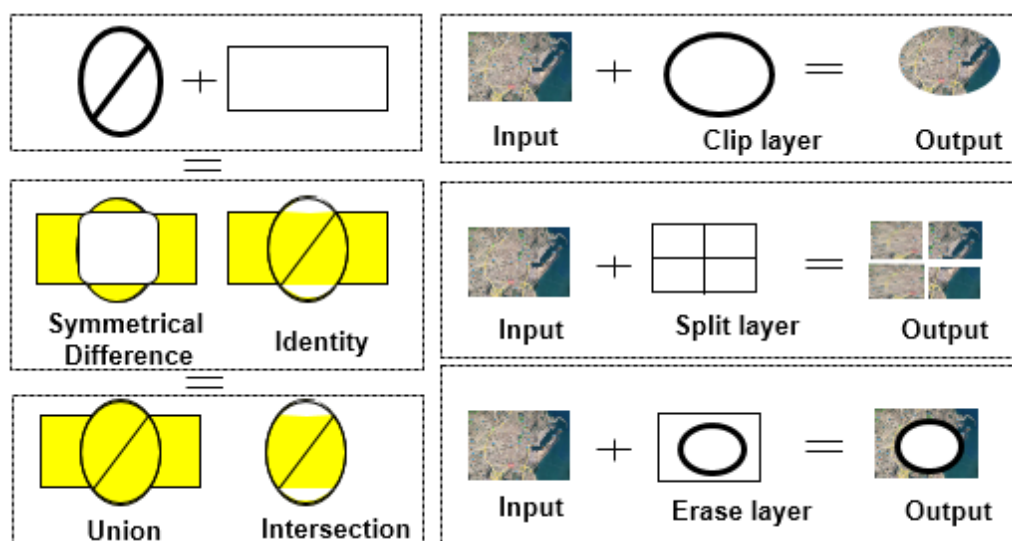 Symmetrical
Difference
Identity
Union
Intersection
Input
Clip layer
Output
Input
Split layer
Output
Input
Erase layer
Output